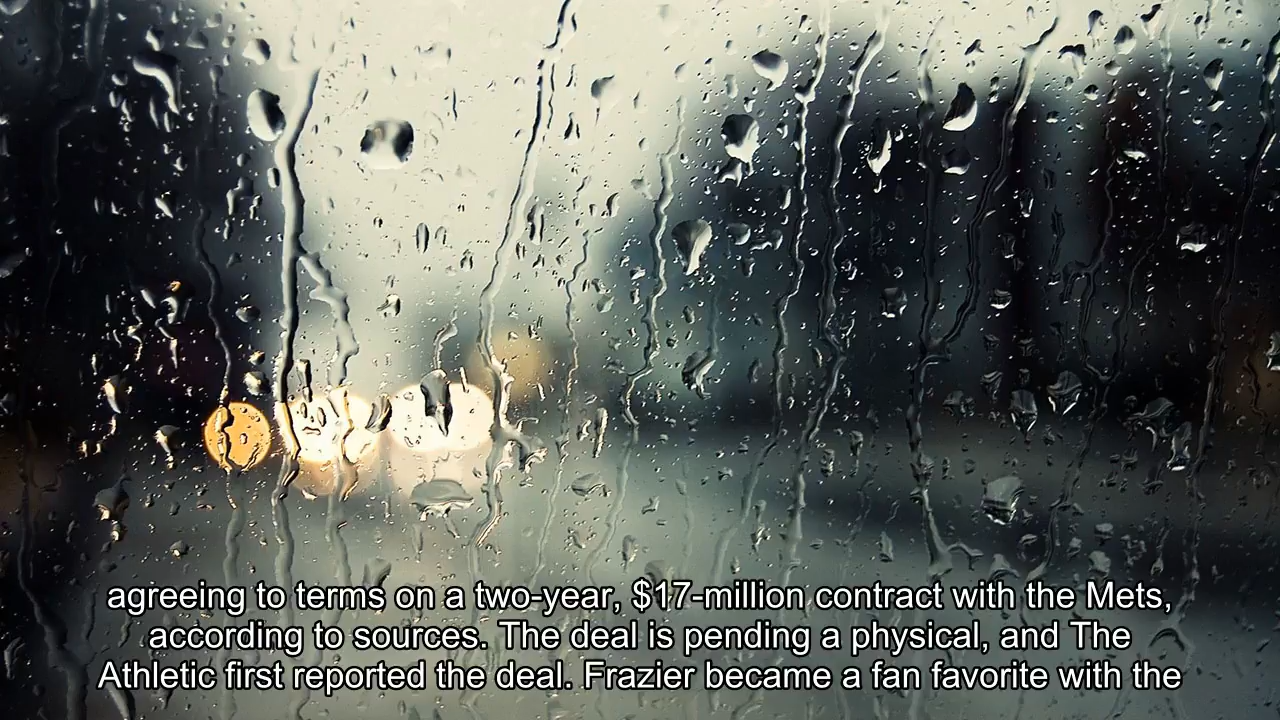 agreeing to terms on a two-year, $17-million contract with the Mets,
according to sources. The deal is pending a physical, and The
Athletic first reported the deal. Frazier became a fan favorite with the